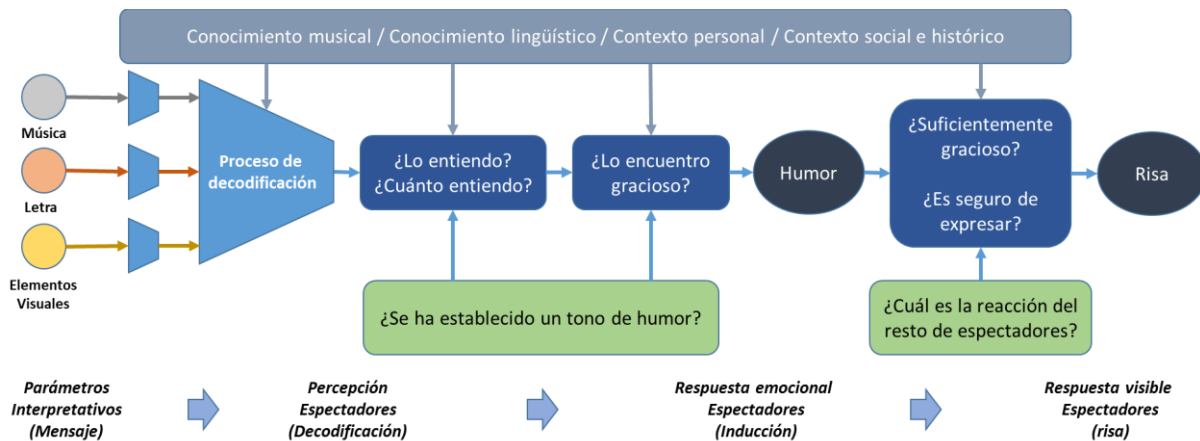 Conocimiento musical / Conocimiento lingüístico / Contexto personal / Contexto social e histórico
Música
Letra
Elementos
Visuales
Proceso de
decodificación
¿Lo entiendo?
¿Cuánto entiendo?
¿Lo encuentro
gracioso?
Humor
¿Suficientemente
gracioso?
¿Es seguro de
expresar?
Risa
¿Se ha establecido un tono de humor?
¿Cuál es la reacción del
resto de espectadores?
Parámetros
Interpretativos
(Mensaje)
Percepción
Espectadores
(Decodificación)
Respuesta emocional
Espectadores
(Inducción)
Respuesta visible
Espectadores
(risa)